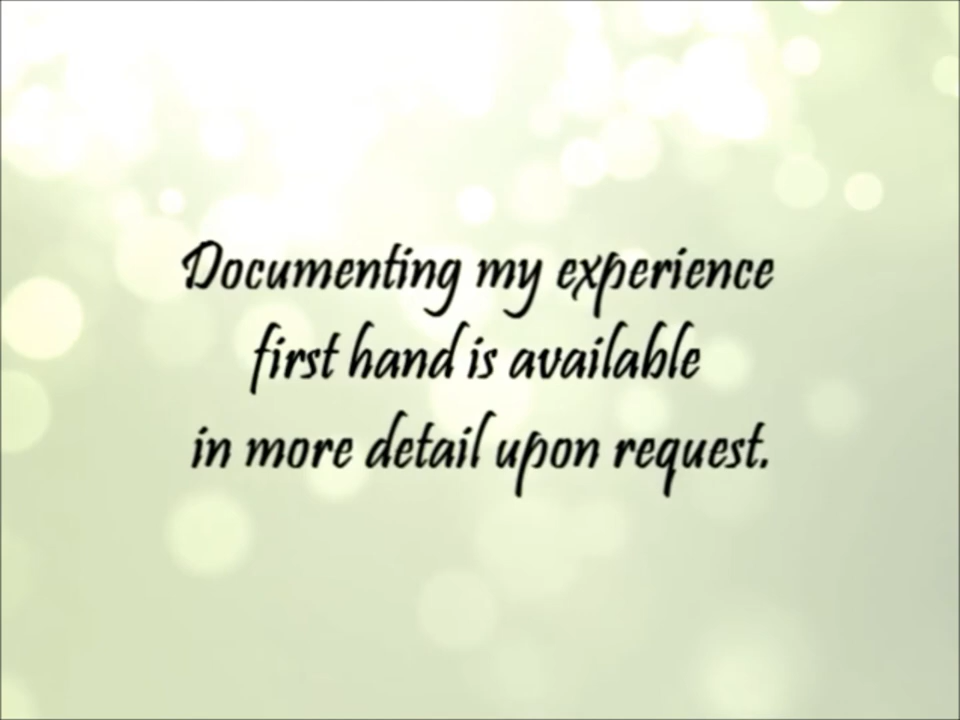 Documenting my experience
first hand is available
in more detail upon request.